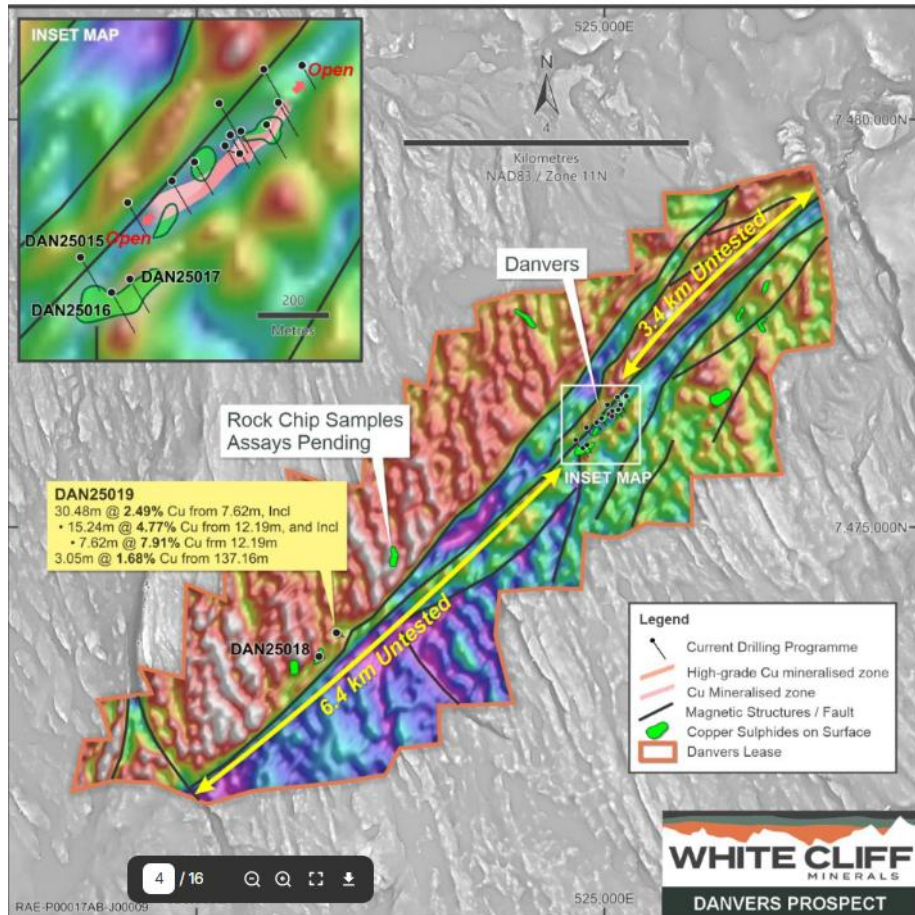 INSET MAP
Open
Open
DAN25015
DAN25017
DAN25016
200
Metres
525,000E
N
4
Kilometres
NAD83 / Zone 11N
7,480,000N
Danvers
3.4 km Untested
Rock Chip Samples
Assays Pending
INSET MAP
DAN25019
30.48m @ 2.49% Cu from 7.62m, Incl
• 15.24m @ 4.77% Cu from 12.19m, and Incl
• 7.62m @ 7.91% Cu frm 12.19m
3.05m @ 1.68% Cu from 137.16m
7,475,000N
DAN25018
6.4 km Untested
Legend
Current Drilling Programme
High-grade Cu mineralised zone
Cu Mineralised zone
Magnetic Structures / Fault
Copper Sulphides on Surface
Danvers Lease
4 / 16
WHITE CLIFF
MINERALS
DANVERS PROSPECT
RAE-P00017AB-J00009
525,000E